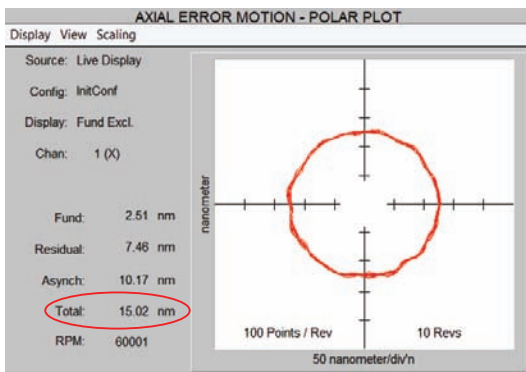 AXIAL ERROR MOTION - POLAR PLOT
Display View Scaling
Source: Live Display
Config: InitConf
Display: Fund Excl.
Chan: 1 (X)
Fund: 2.51 nm
Residual: 7.46 nm
Asynch: 10.17 nm
Total: 15.02 nm
RPM: 60001
nanometer
100 Points / Rev
10 Revs
50 nanometer/div'n